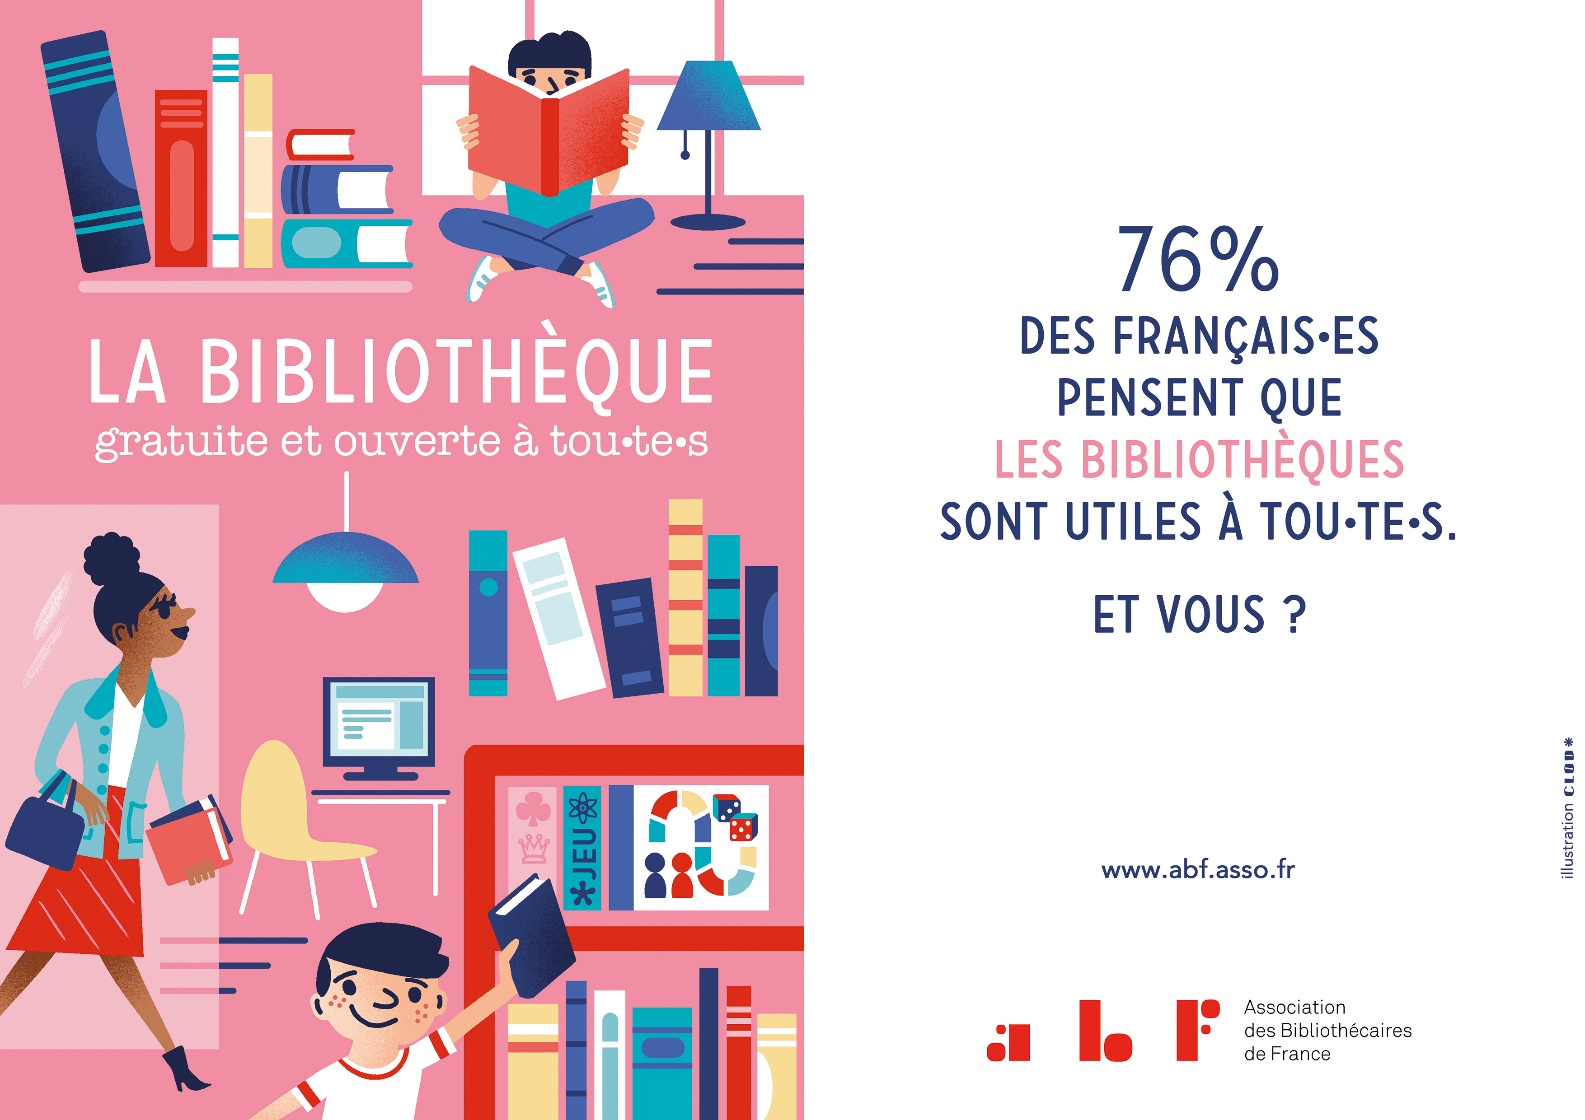 LA BIBLIOTHÈQUE
gratuite et ouverte à tou•te•s
JEU
76%
DES FRANÇAIS•ES
PENSENT QUE
LES BIBLIOTHÈQUES
SONT UTILES À TOU•TE•S.
ET VOUS ?
illustration CLOD*
www.abf.asso.fr
abf
Association
des Bibliothécaires
de France